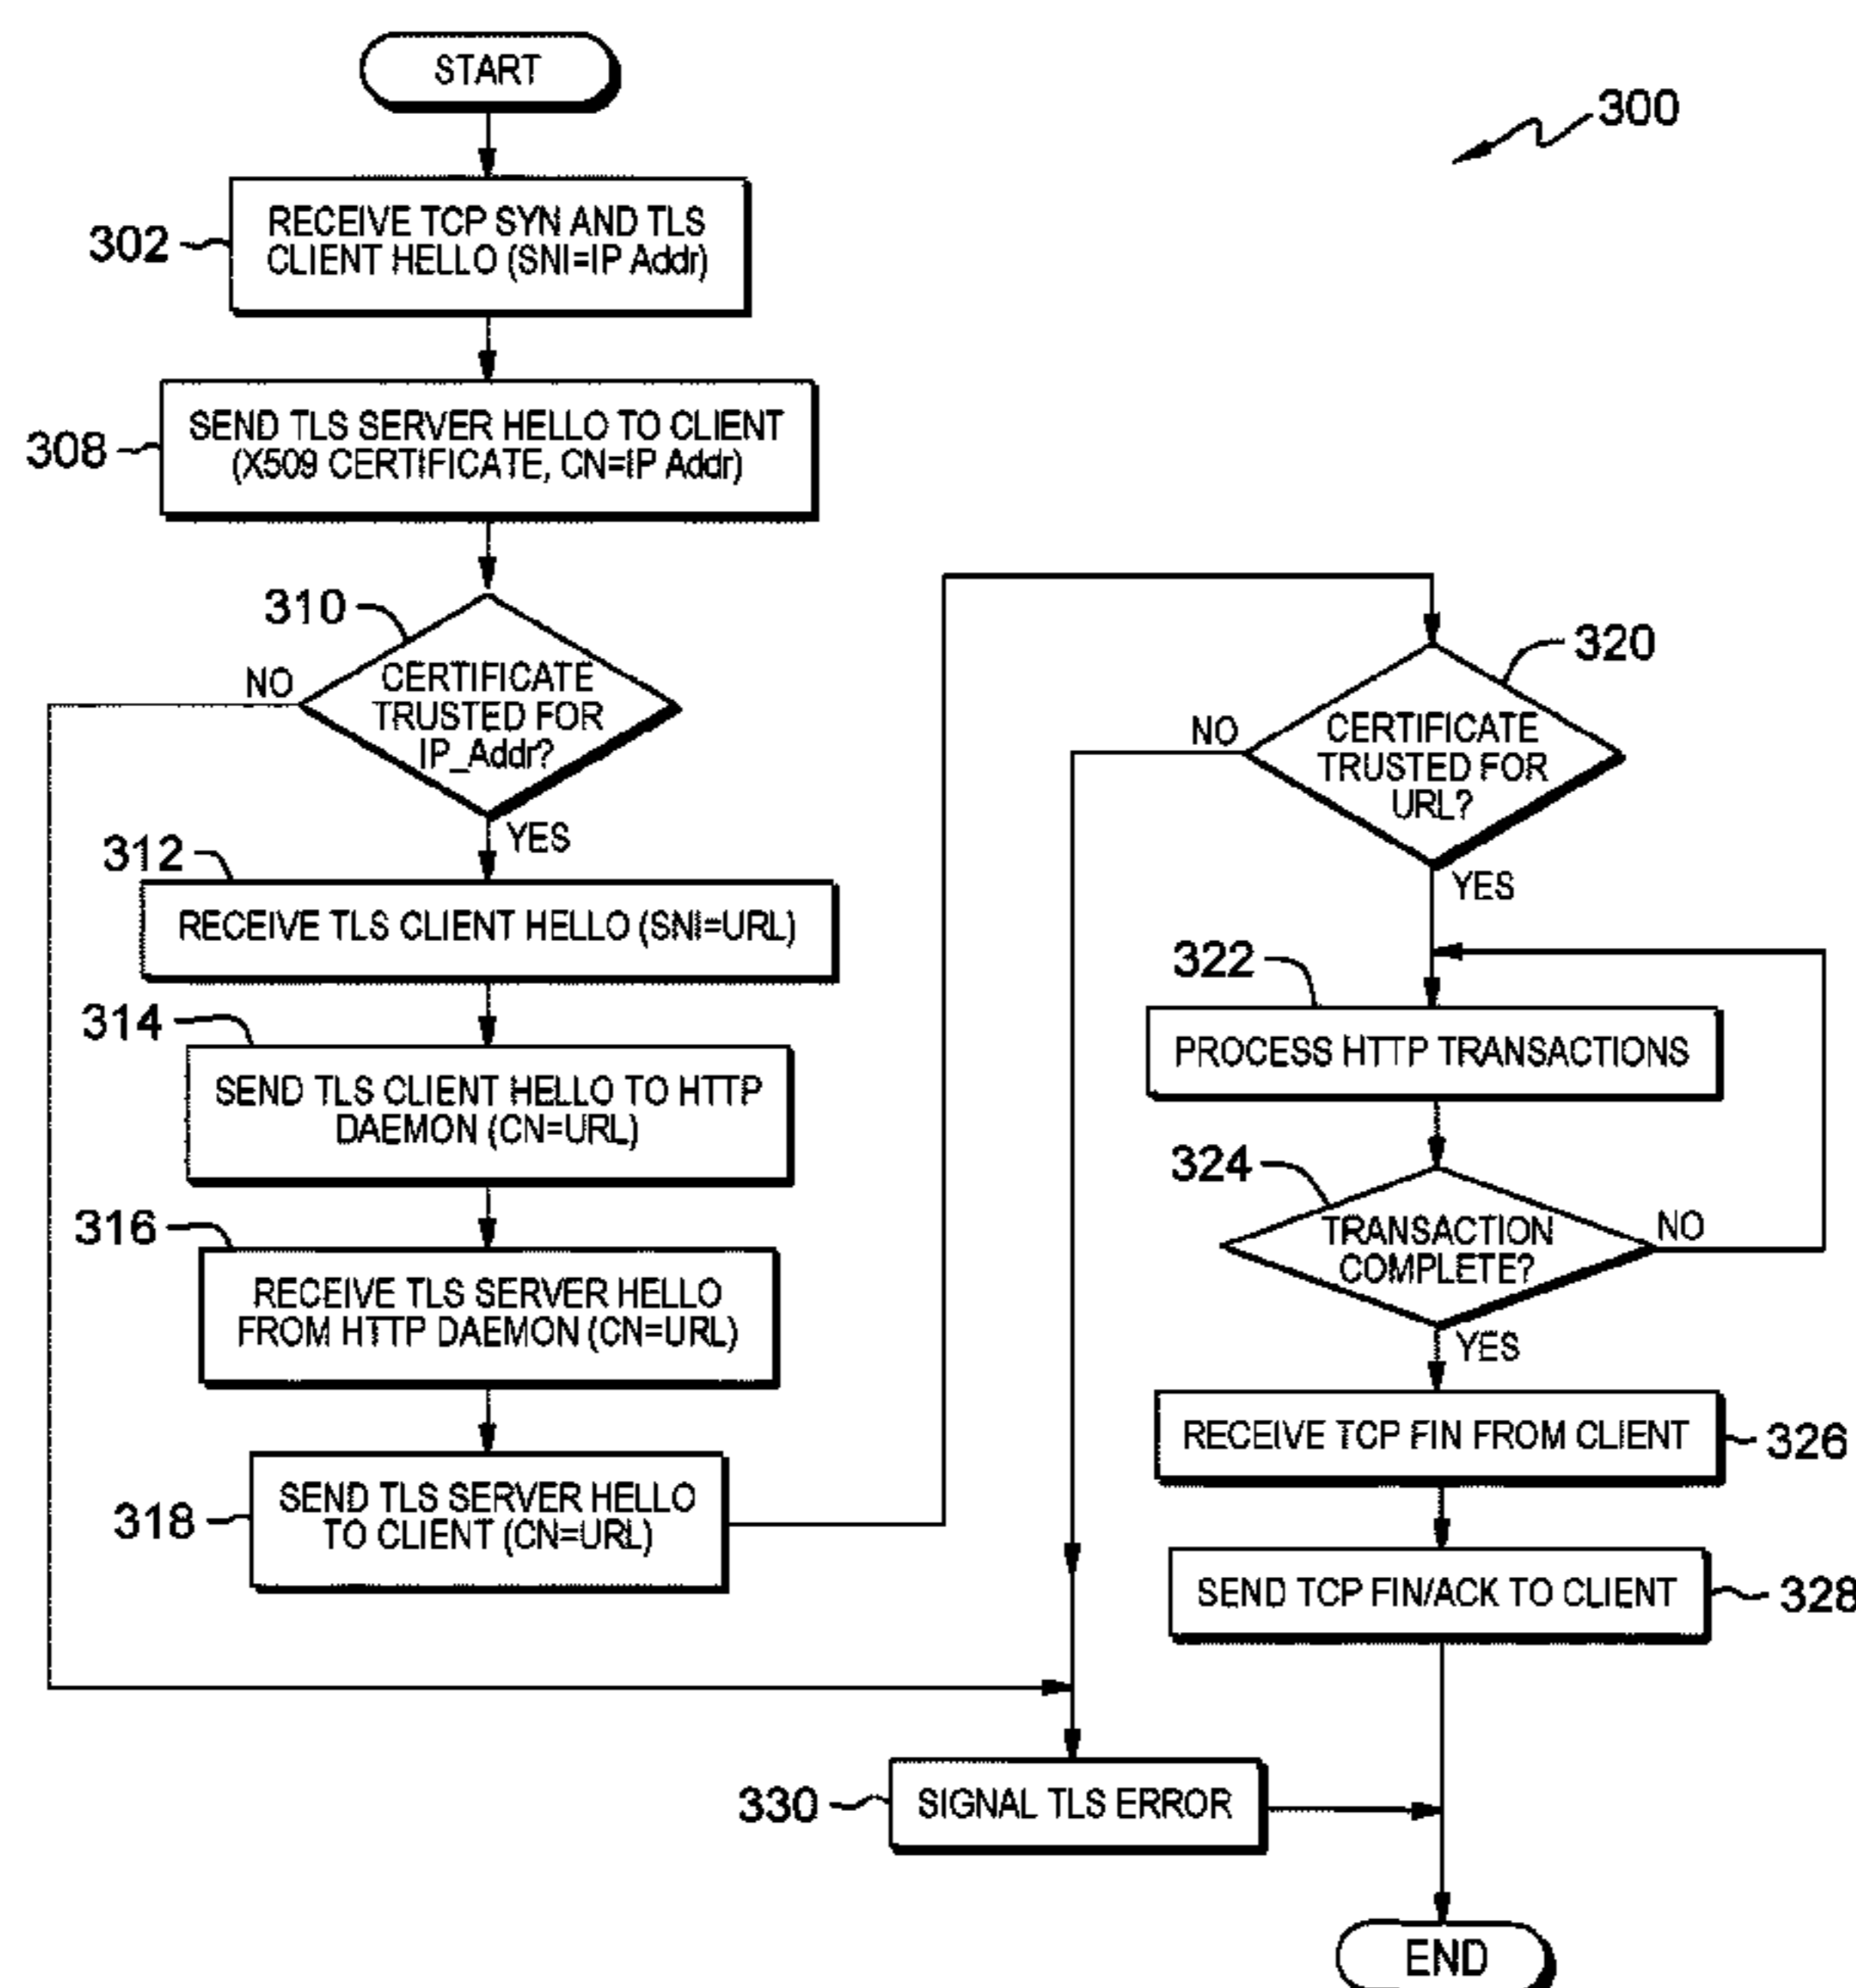 START
300
302
RECEIVE TCP SYN AND TLS
CLIENT HELLO (SNI=IP Addr)
308
SEND TLS SERVER HELLO TO CLIENT
(X509 CERTIFICATE, CN=IP Addr)
310
NO
CERTIFICATE
TRUSTED FOR
IP_Addr?
YES
312
RECEIVE TLS CLIENT HELLO (SNI=URL)
314
SEND TLS CLIENT HELLO TO HTTP
DAEMON (CN=URL)
316
RECEIVE TLS SERVER HELLO
FROM HTTP DAEMON (CN=URL)
318
SEND TLS SERVER HELLO
TO CLIENT (CN=URL)
320
NO
CERTIFICATE
TRUSTED FOR
URL?
YES
322
PROCESS HTTP TRANSACTIONS
324
TRANSACTION
COMPLETE?
NO
YES
RECEIVE TCP FIN FROM CLIENT
326
SEND TCP FIN/ACK TO CLIENT
328
330
SIGNAL TLS ERROR
END